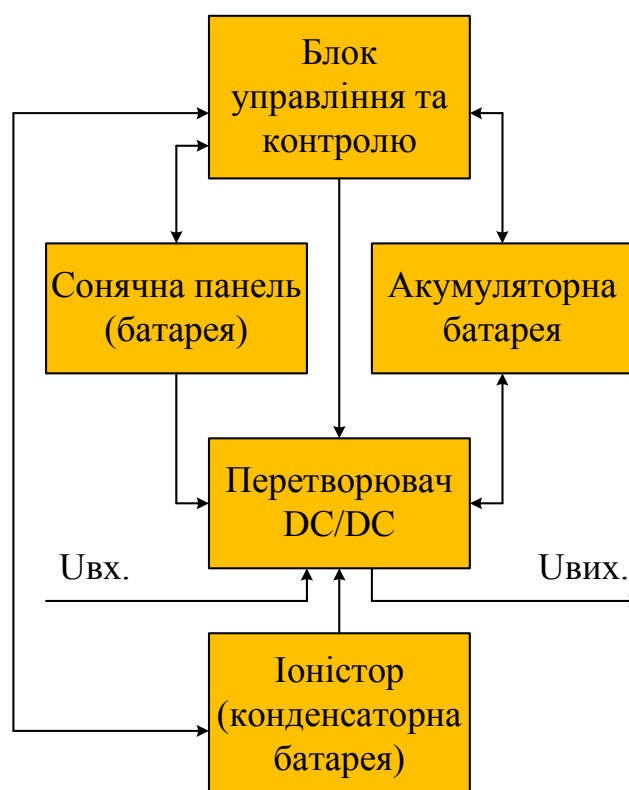 Блок
управління та
контролю
Сонячна панель
(батарея)
Акумуляторна
батарея
Перетворювач
DC/DC
Uвх.
Uвих.
Іоністор
(конденсаторна
батарея)